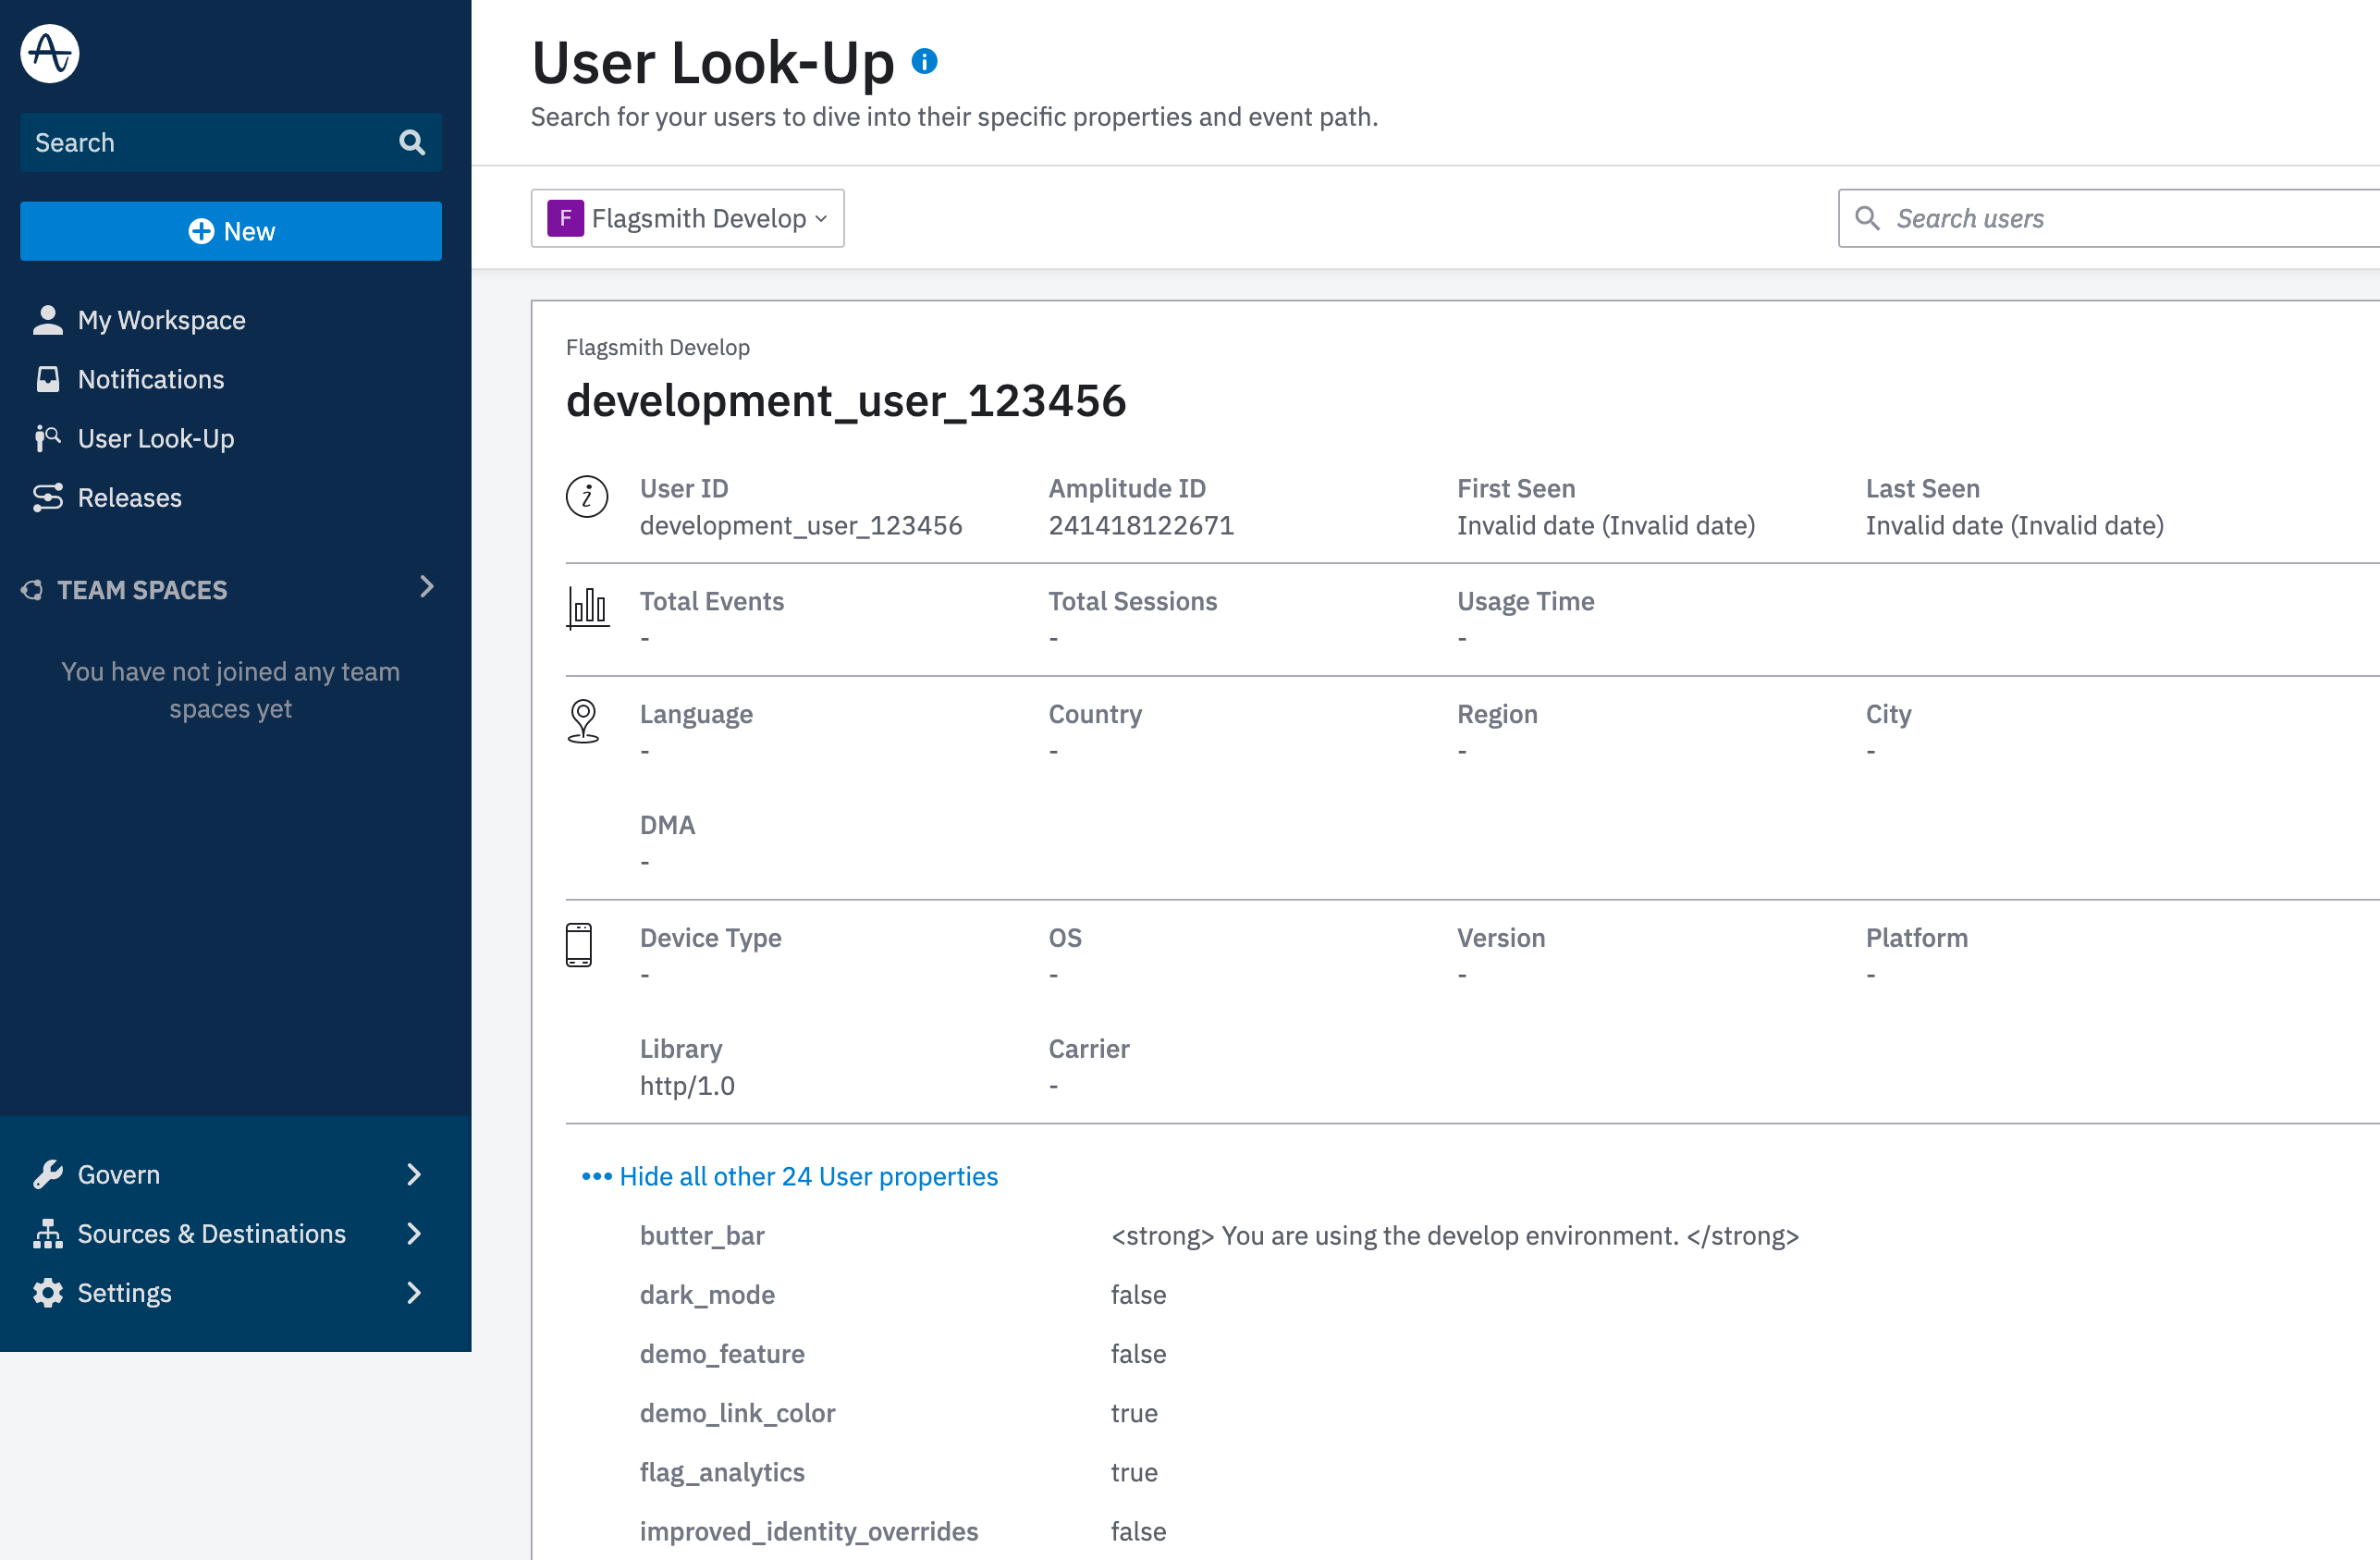 Search
New
My Workspace
Notifications
User Look-Up
Releases
TEAM SPACES
You have not joined any team
spaces yet
Govern
Sources & Destinations
Settings
User Look-Up
Search for your users to dive into their specific properties and event path.
F Flagsmith Develop
Search users
Flagsmith Develop
development_user_123456
User ID Amplitude ID First Seen Last Seen
development_user_123456 241418122671 Invalid date (Invalid date) Invalid date (Invalid date)
Total Events Total Sessions Usage Time
- - -
Language Country Region City
- - - -
DMA
-
Device Type OS Version Platform
- - - -
Library Carrier
http/1.0 -
••• Hide all other 24 User properties
butter_bar <strong> You are using the develop environment. </strong>
dark_mode false
demo_feature false
demo_link_color true
flag_analytics true
improved_identity_overrides false